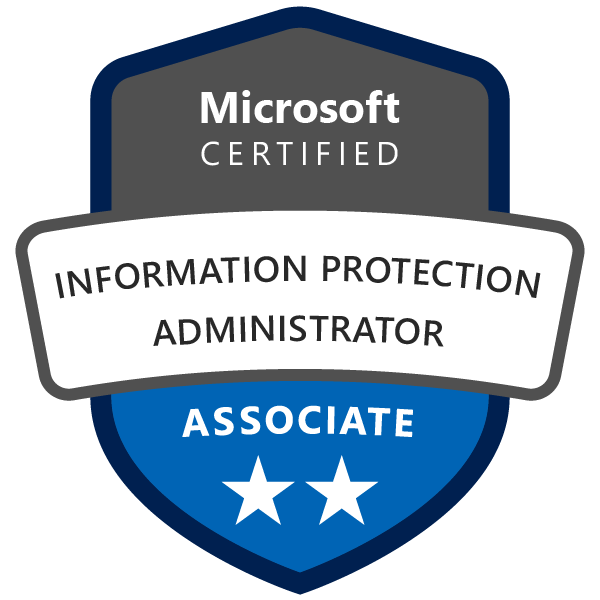 Microsoft
CERTIFIED
INFORMATION PROTECTION
ADMINISTRATOR
ASSOCIATE